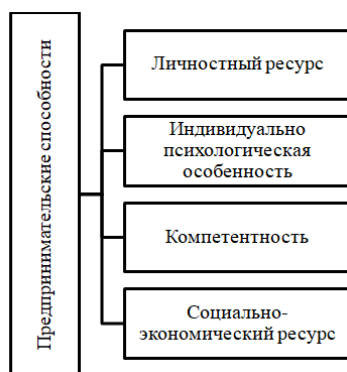 Предпринимательские способности
Личностный ресурс
Индивидуально
психологическая
особенность
Компетентность
Социально-
экономический ресурс